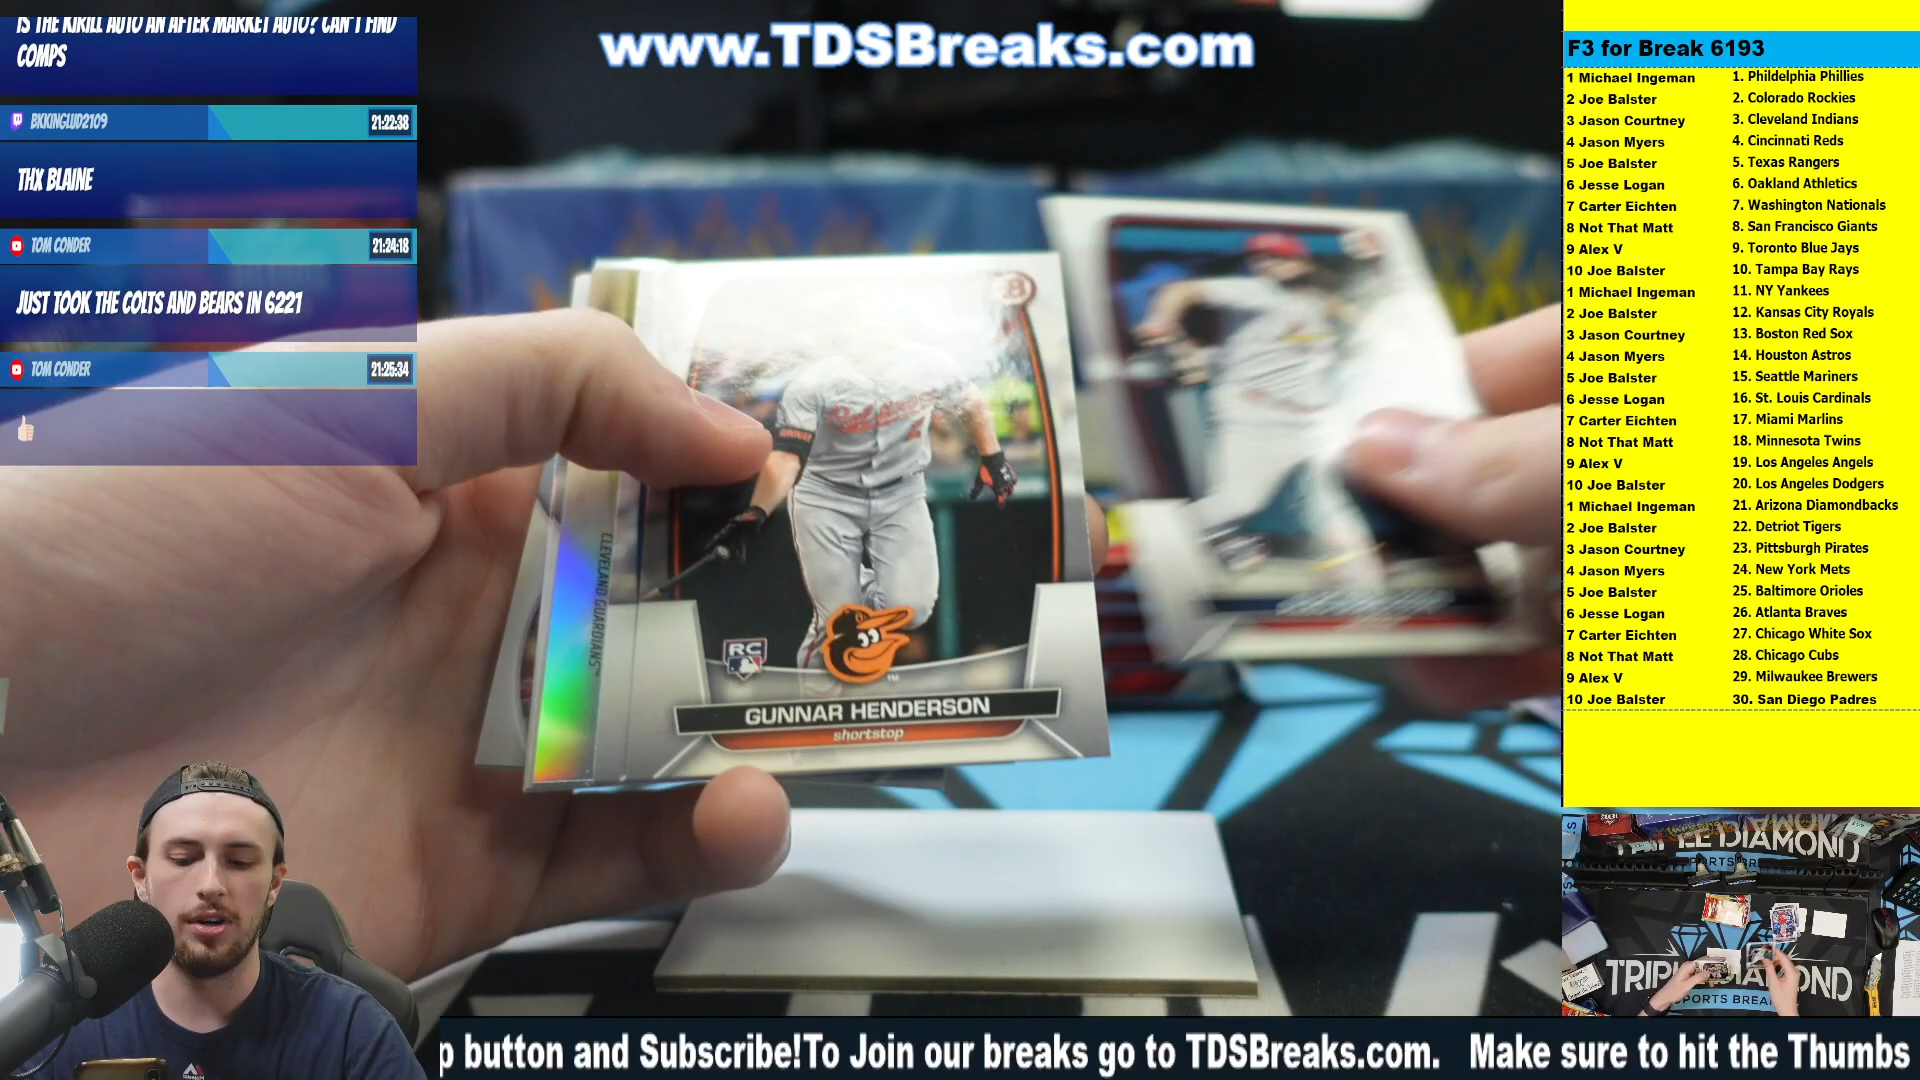 IS THE KIRILL AUTO AN AFTER MARKET AUTO? CAN'T FIND
COMPS
BKKINGLUD2109 21:22:38
THX BLAINE
TOM CONDER 21:24:18
JUST TOOK THE COLTS AND BEARS IN 6221
TOM CONDER 21:25:34
www.TDSBreaks.com
CLEVELAND GUARDIANS™
B
RC
GUNNAR HENDERSON
shortstop
F3 for Break 6193
1 Michael Ingeman 1. Phildelphia Phillies
2 Joe Balster 2. Colorado Rockies
3 Jason Courtney 3. Cleveland Indians
4 Jason Myers 4. Cincinnati Reds
5 Joe Balster 5. Texas Rangers
6 Jesse Logan 6. Oakland Athletics
7 Carter Eichten 7. Washington Nationals
8 Not That Matt 8. San Francisco Giants
9 Alex V 9. Toronto Blue Jays
10 Joe Balster 10. Tampa Bay Rays
1 Michael Ingeman 11. NY Yankees
2 Joe Balster 12. Kansas City Royals
3 Jason Courtney 13. Boston Red Sox
4 Jason Myers 14. Houston Astros
5 Joe Balster 15. Seattle Mariners
6 Jesse Logan 16. St. Louis Cardinals
7 Carter Eichten 17. Miami Marlins
8 Not That Matt 18. Minnesota Twins
9 Alex V 19. Los Angeles Angels
10 Joe Balster 20. Los Angeles Dodgers
1 Michael Ingeman 21. Arizona Diamondbacks
2 Joe Balster 22. Detriot Tigers
3 Jason Courtney 23. Pittsburgh Pirates
4 Jason Myers 24. New York Mets
5 Joe Balster 25. Baltimore Orioles
6 Jesse Logan 26. Atlanta Braves
7 Carter Eichten 27. Chicago White Sox
8 Not That Matt 28. Chicago Cubs
9 Alex V 29. Milwaukee Brewers
10 Joe Balster 30. San Diego Padres
DIAMOND
TRIPLE DIAMOND
SPORTS BREA
p button and Subscribe!To Join our breaks go to TDSBreaks.com. Make sure to hit the Thumbs